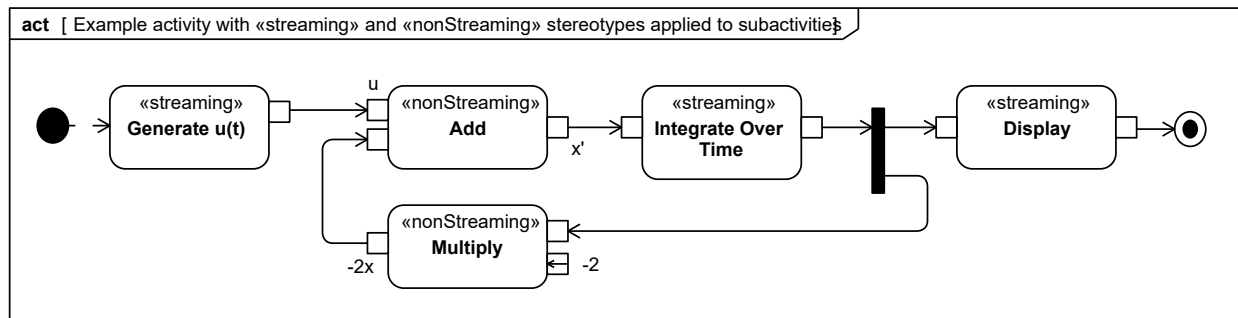 act [ Example activity with «streaming» and «nonStreaming» stereotypes applied to subactivities]
«streaming»
Generate u(t)
u
«nonStreaming»
Add
x'
«streaming»
Integrate Over
Time
«streaming»
Display
«nonStreaming»
Multiply
-2x
-2